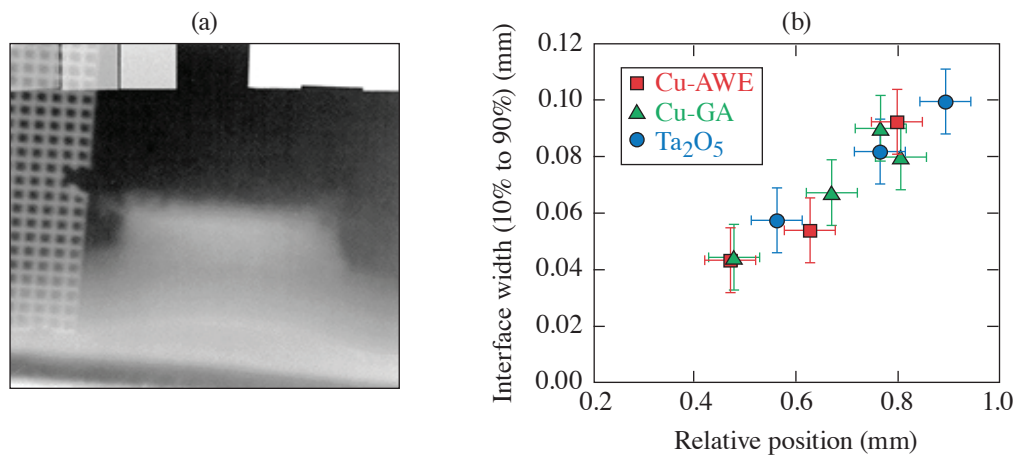 (a)
(b)
Interface width (10% to 90%) (mm)
0.12
0.10
0.08
0.06
0.04
0.02
0.00
Cu-AWE
Cu-GA
Ta2O5
0.2
0.4
0.6
0.8
1.0
Relative position (mm)